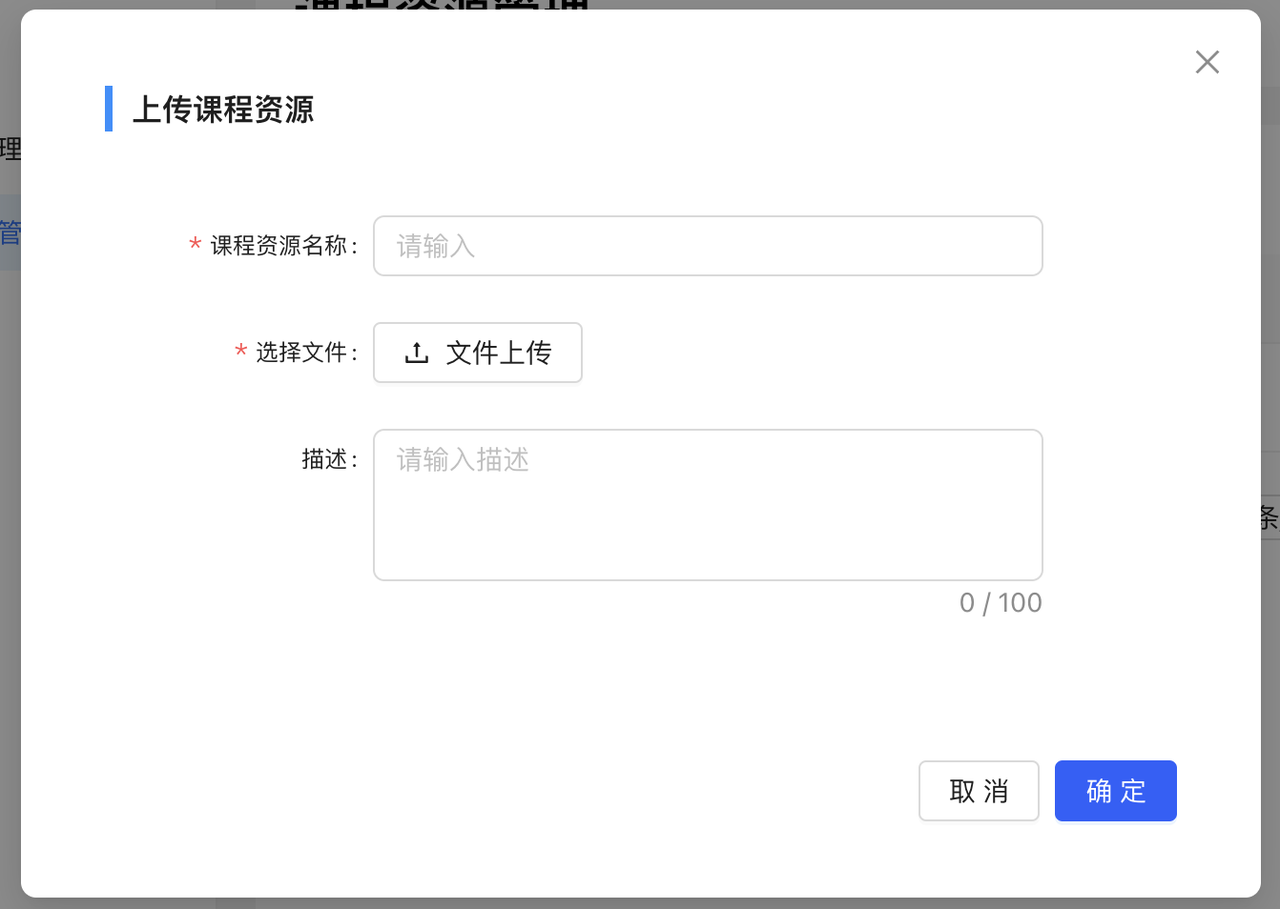 理
管
上传课程资源
* 课程资源名称:
请输入
* 选择文件:
文件上传
描述:
请输入描述
0 / 100
条
取 消
确 定